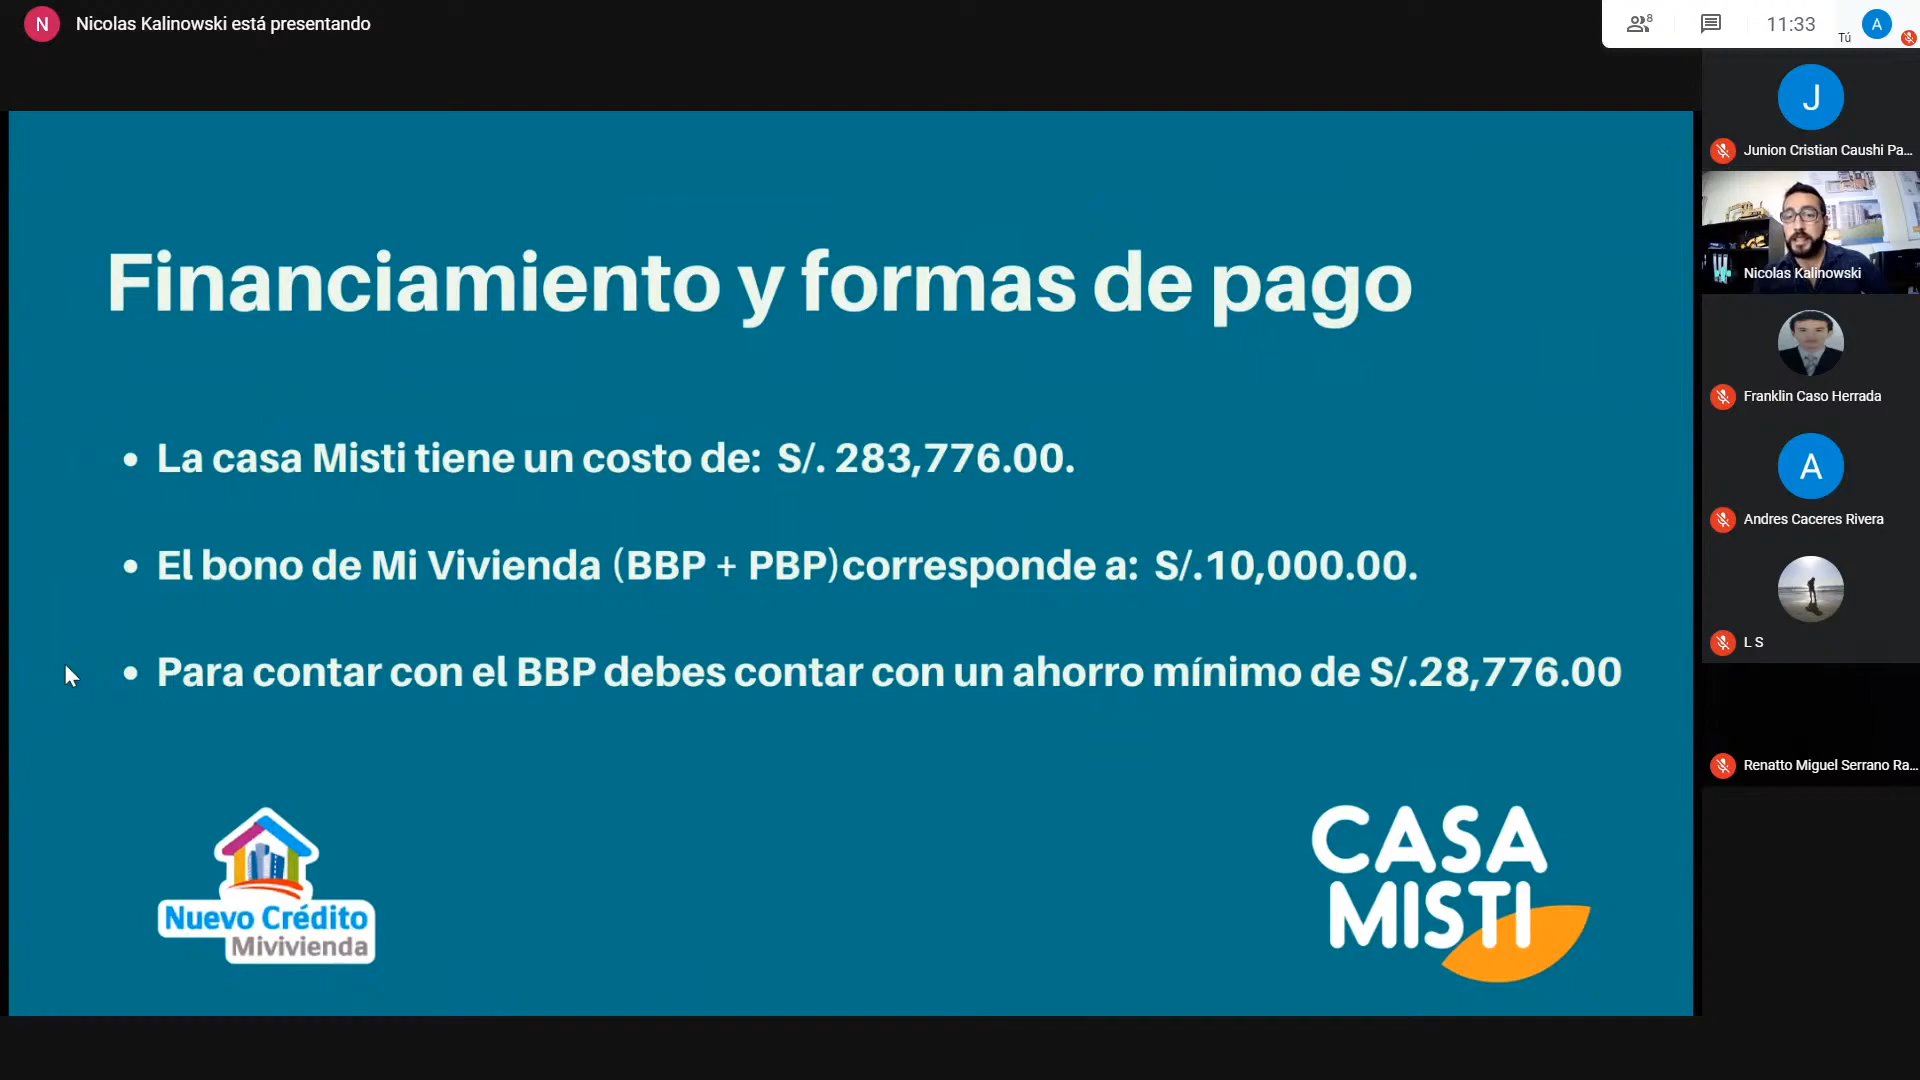 N
Nicolas Kalinowski está presentando
8
11:33
Tú
A
J
Junion Cristian Caushi Pa...
Nicolas Kalinowski
Franklin Caso Herrada
A
Andres Caceres Rivera
L S
Renatto Miguel Serrano Ra...
Financiamiento y formas de pago
• La casa Misti tiene un costo de: S/. 283,776.00.
• El bono de Mi Vivienda (BBP + PBP)corresponde a: S/.10,000.00.
• Para contar con el BBP debes contar con un ahorro mínimo de S/.28,776.00
Nuevo Crédito
Mivivienda
CASA
MISTI